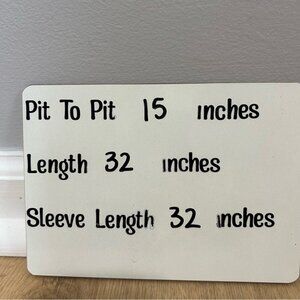 Pit To Pit 15 inches
Length 32 inches
Sleeve Length 32 inches